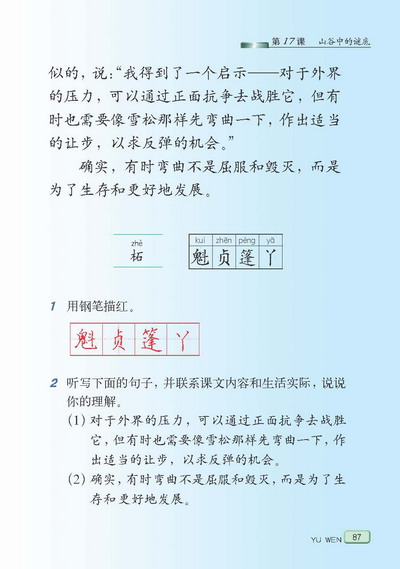 第17课 山谷中的谜底
似的，说：“我得到了一个启示——对于外界
的压力，可以通过正面抗争去战胜它，但有
时也需要像雪松那样先弯曲一下，作出适当
的让步，以求反弹的机会。”
确实，有时弯曲不是屈服和毁灭，而是
为了生存和更好地发展。
zhè
柘
kuí zhēn péng yā
魁贞篷丫
1 用钢笔描红。
魁贞篷丫
2 听写下面的句子，并联系课文内容和生活实际，说说
你的理解。
(1) 对于外界的压力，可以通过正面抗争去战胜
它，但有时也需要像雪松那样先弯曲一下，作
出适当的让步，以求反弹的机会。
(2) 确实，有时弯曲不是屈服和毁灭，而是为了生
存和更好地发展。
YU WEN 87